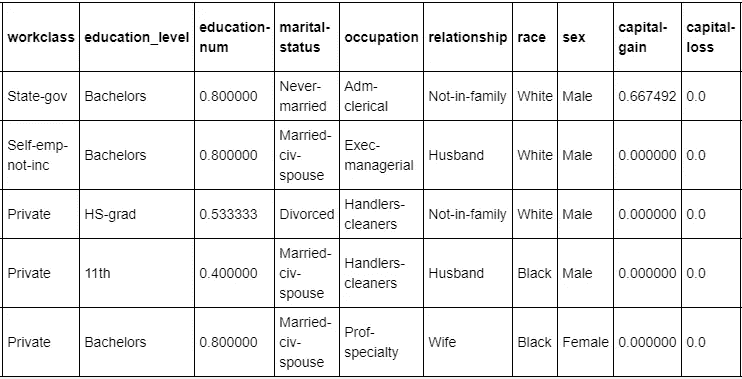 workclass education_level education-num marital-status occupation relationship race sex capital-gain capital-loss
State-gov Bachelors 0.800000 Never-married Adm-clerical Not-in-family White Male 0.667492 0.0
Self-emp-not-inc Bachelors 0.800000 Married-civ-spouse Exec-managerial Husband White Male 0.000000 0.0
Private HS-grad 0.533333 Divorced Handlers-cleaners Not-in-family White Male 0.000000 0.0
Private 11th 0.400000 Married-civ-spouse Handlers-cleaners Husband Black Male 0.000000 0.0
Private Bachelors 0.800000 Married-civ-spouse Prof-specialty Wife Black Female 0.000000 0.0